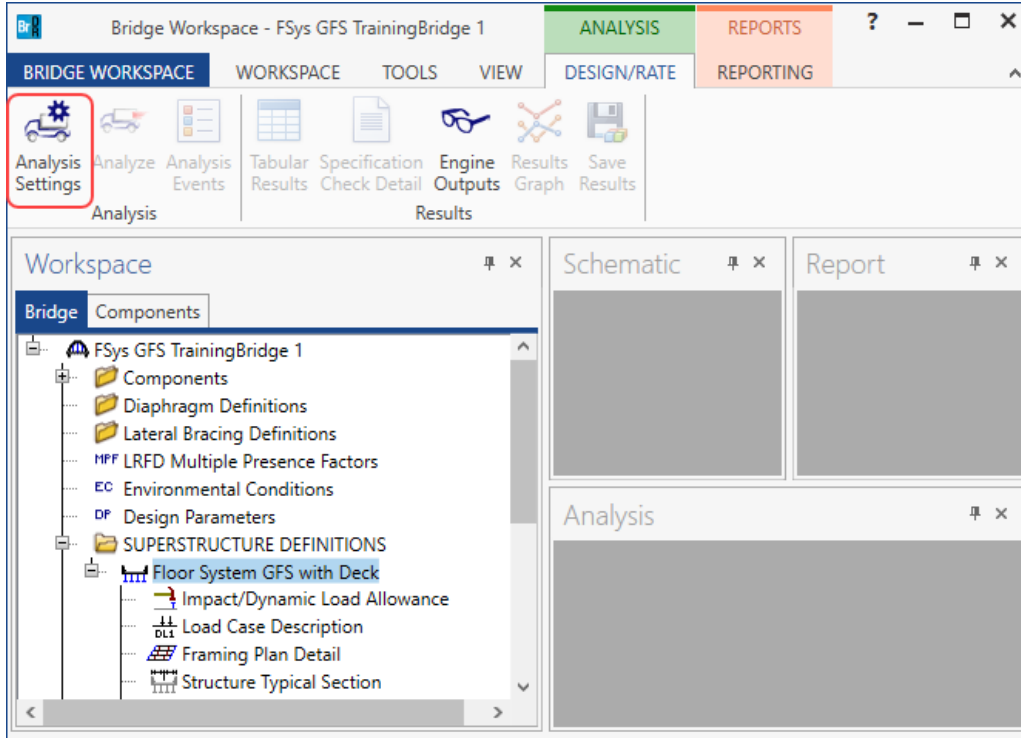 Br DR Bridge Workspace - FSys GFS TrainingBridge 1 ANALYSIS REPORTS ?
BRIDGE WORKSPACE WORKSPACE TOOLS VIEW DESIGN/RATE REPORTING
Analysis Settings Analyze Analysis Events Tabular Results Specification Check Detail Engine Outputs Results Graph Save Results
Analysis Results
Workspace
Bridge Components
FSys GFS TrainingBridge 1
Components
Diaphragm Definitions
Lateral Bracing Definitions
MPF LRFD Multiple Presence Factors
EC Environmental Conditions
DP Design Parameters
SUPERSTRUCTURE DEFINITIONS
Floor System GFS with Deck
Impact/Dynamic Load Allowance
DL1 Load Case Description
Framing Plan Detail
Structure Typical Section
Schematic
Report
Analysis